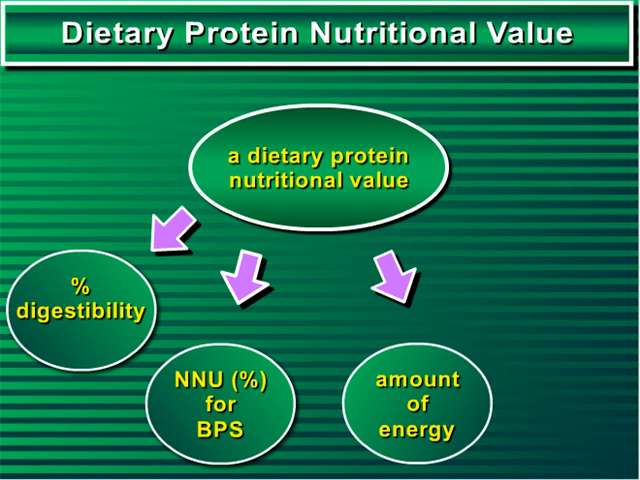 Dietary Protein Nutritional Value
a dietary protein
nutritional value
%
digestibility
NNU (%)
for
BPS
amount
of
energy